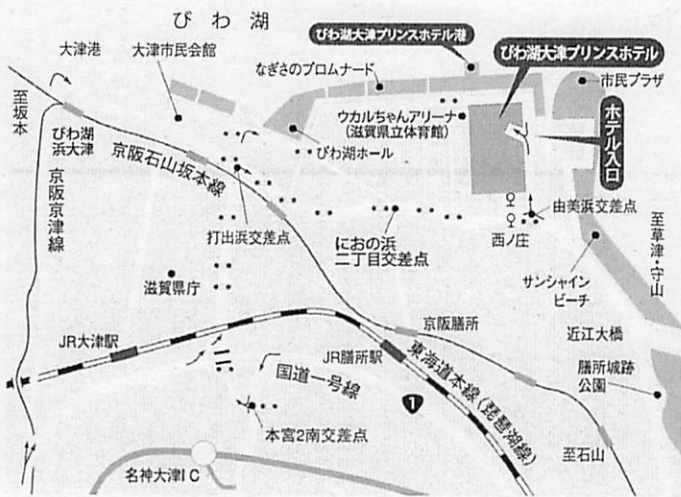 びわ湖
大津港
大津市民会館
びわ湖大津プリンスホテル港
なぎさのプロムナード
びわ湖大津プリンスホテル
市民プラザ
至坂本
ウカルちゃんアリーナ
(滋賀県立体育館)
ホテル入口
びわ湖
浜大津
びわ湖ホール
京阪石山坂本線
京阪京津線
打出浜交差点
におの浜
二丁目交差点
西ノ庄
由美浜交差点
至草津・守山
滋賀県庁
サンシャイン
ビーチ
JR大津駅
京阪膳所
近江大橋
JR膳所駅
東海道本線(琵琶湖線)
膳所城跡
公園
国道一号線
1
本宮2南交差点
至石山
名神大津IC